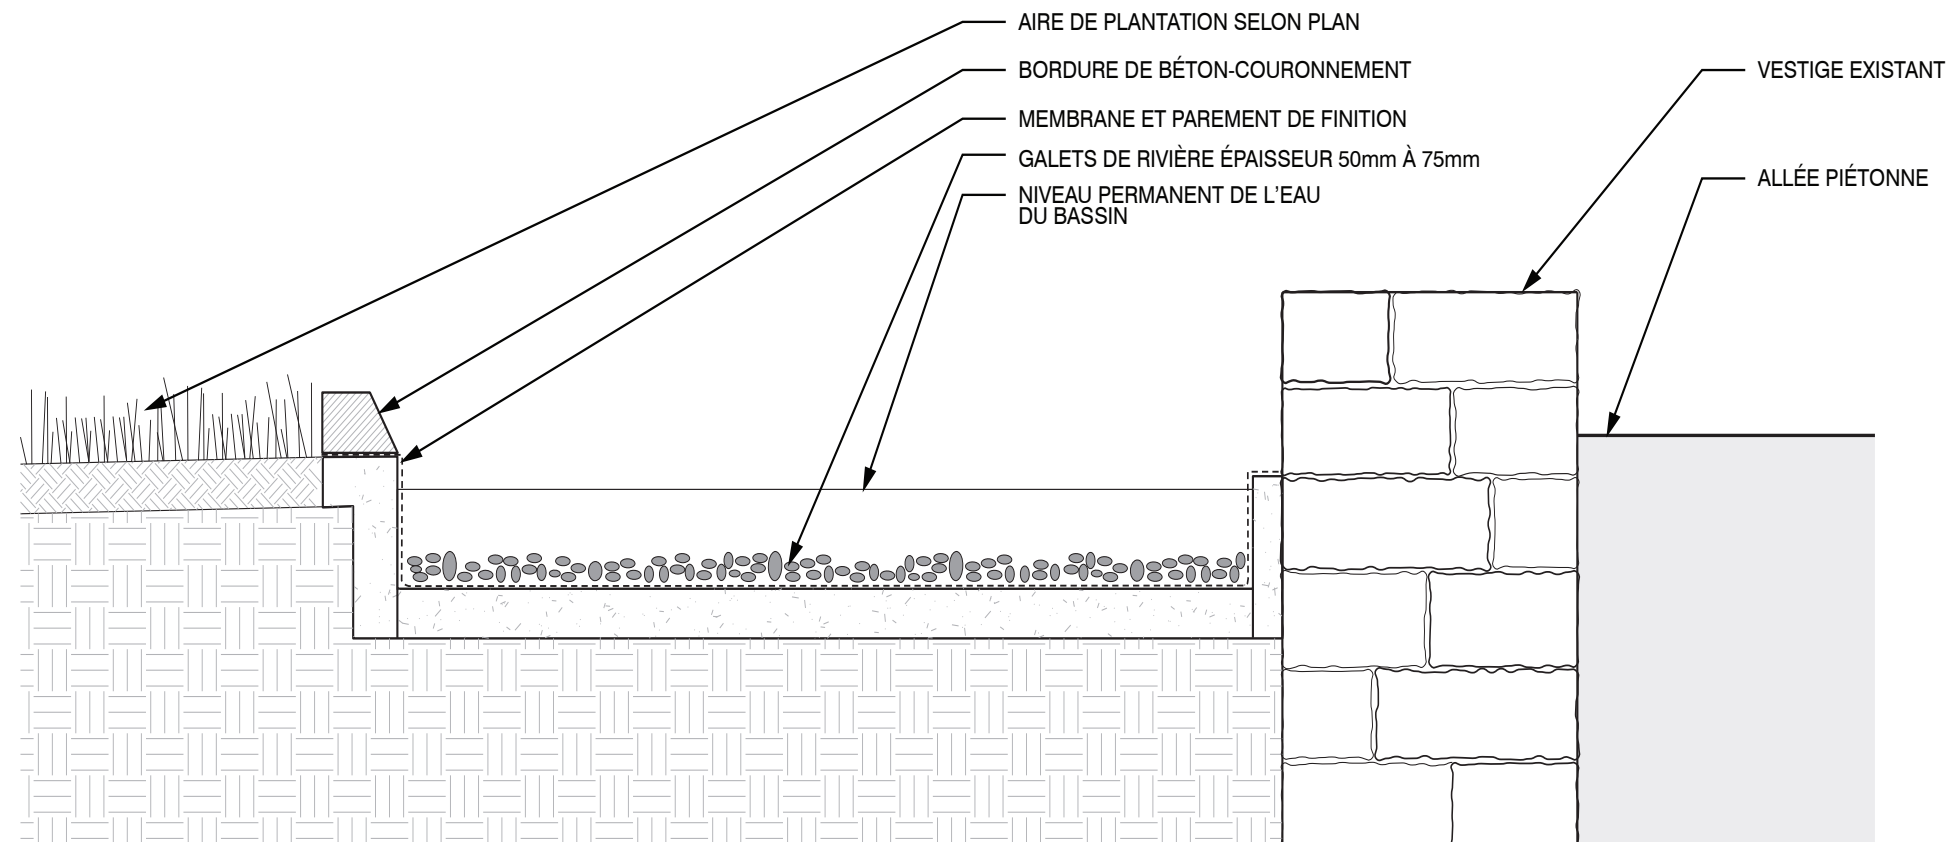 AIRE DE PLANTATION SELON PLAN
BORDURE DE BÉTON-COURONNEMENT
MEMBRANE ET PAREMENT DE FINITION
GALETS DE RIVIÈRE ÉPAISSEUR 50mm À 75mm
NIVEAU PERMANENT DE L'EAU
DU BASSIN
VESTIGE EXISTANT
ALLÉE PIÉTONNE